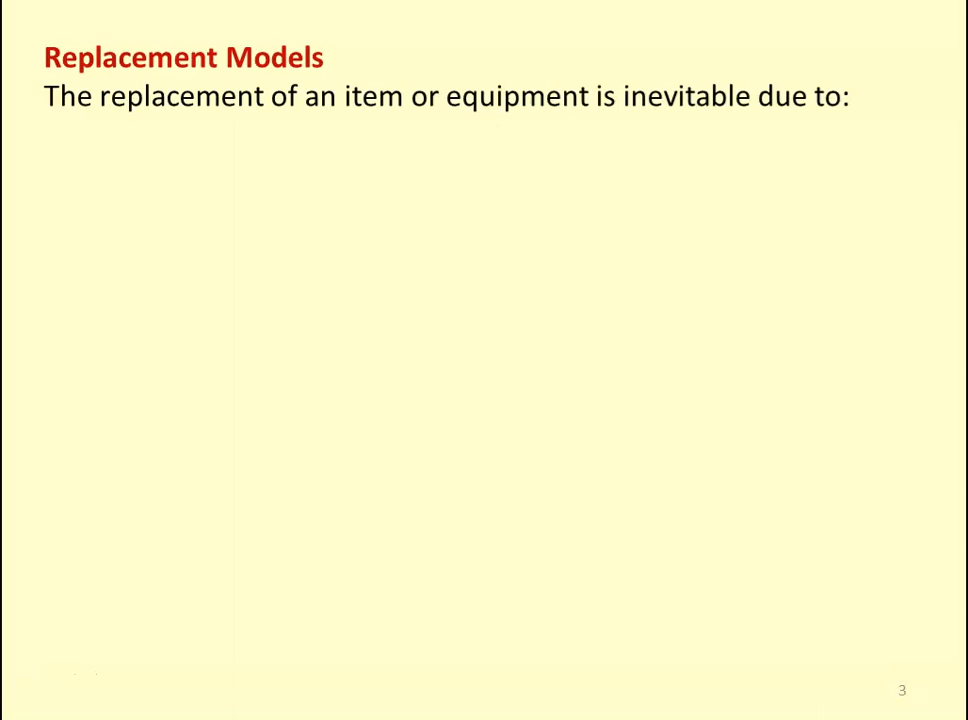 Replacement Models
The replacement of an item or equipment is inevitable due to:
3